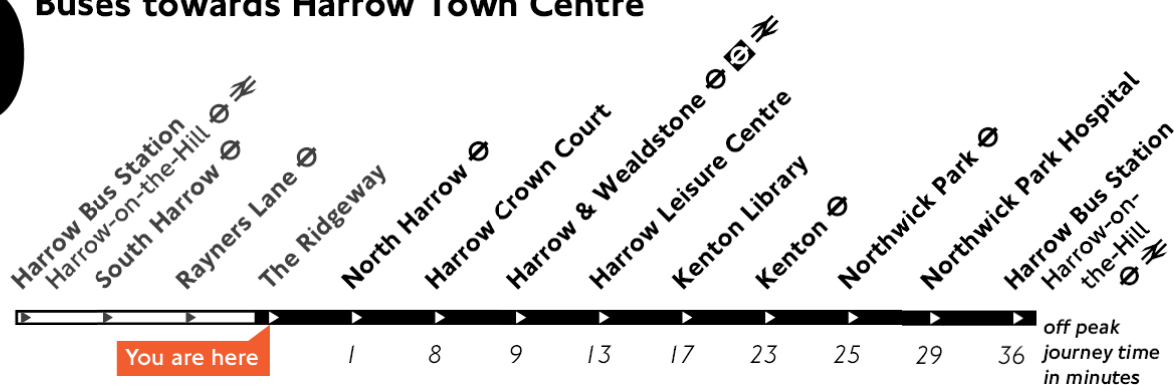 Buses towards Harrow Town Centre
Harrow Bus Station
Harrow-on-the-Hill
South Harrow
Rayners Lane
The Ridgeway
North Harrow
Harrow Crown Court
Harrow & Wealdstone
Harrow Leisure Centre
Kenton Library
Kenton
Northwick Park
Northwick Park Hospital
Harrow Bus Station
Harrow-on-
the-Hill
You are here
1 8 9 13 17 23 25 29 36
off peak
journey time
in minutes